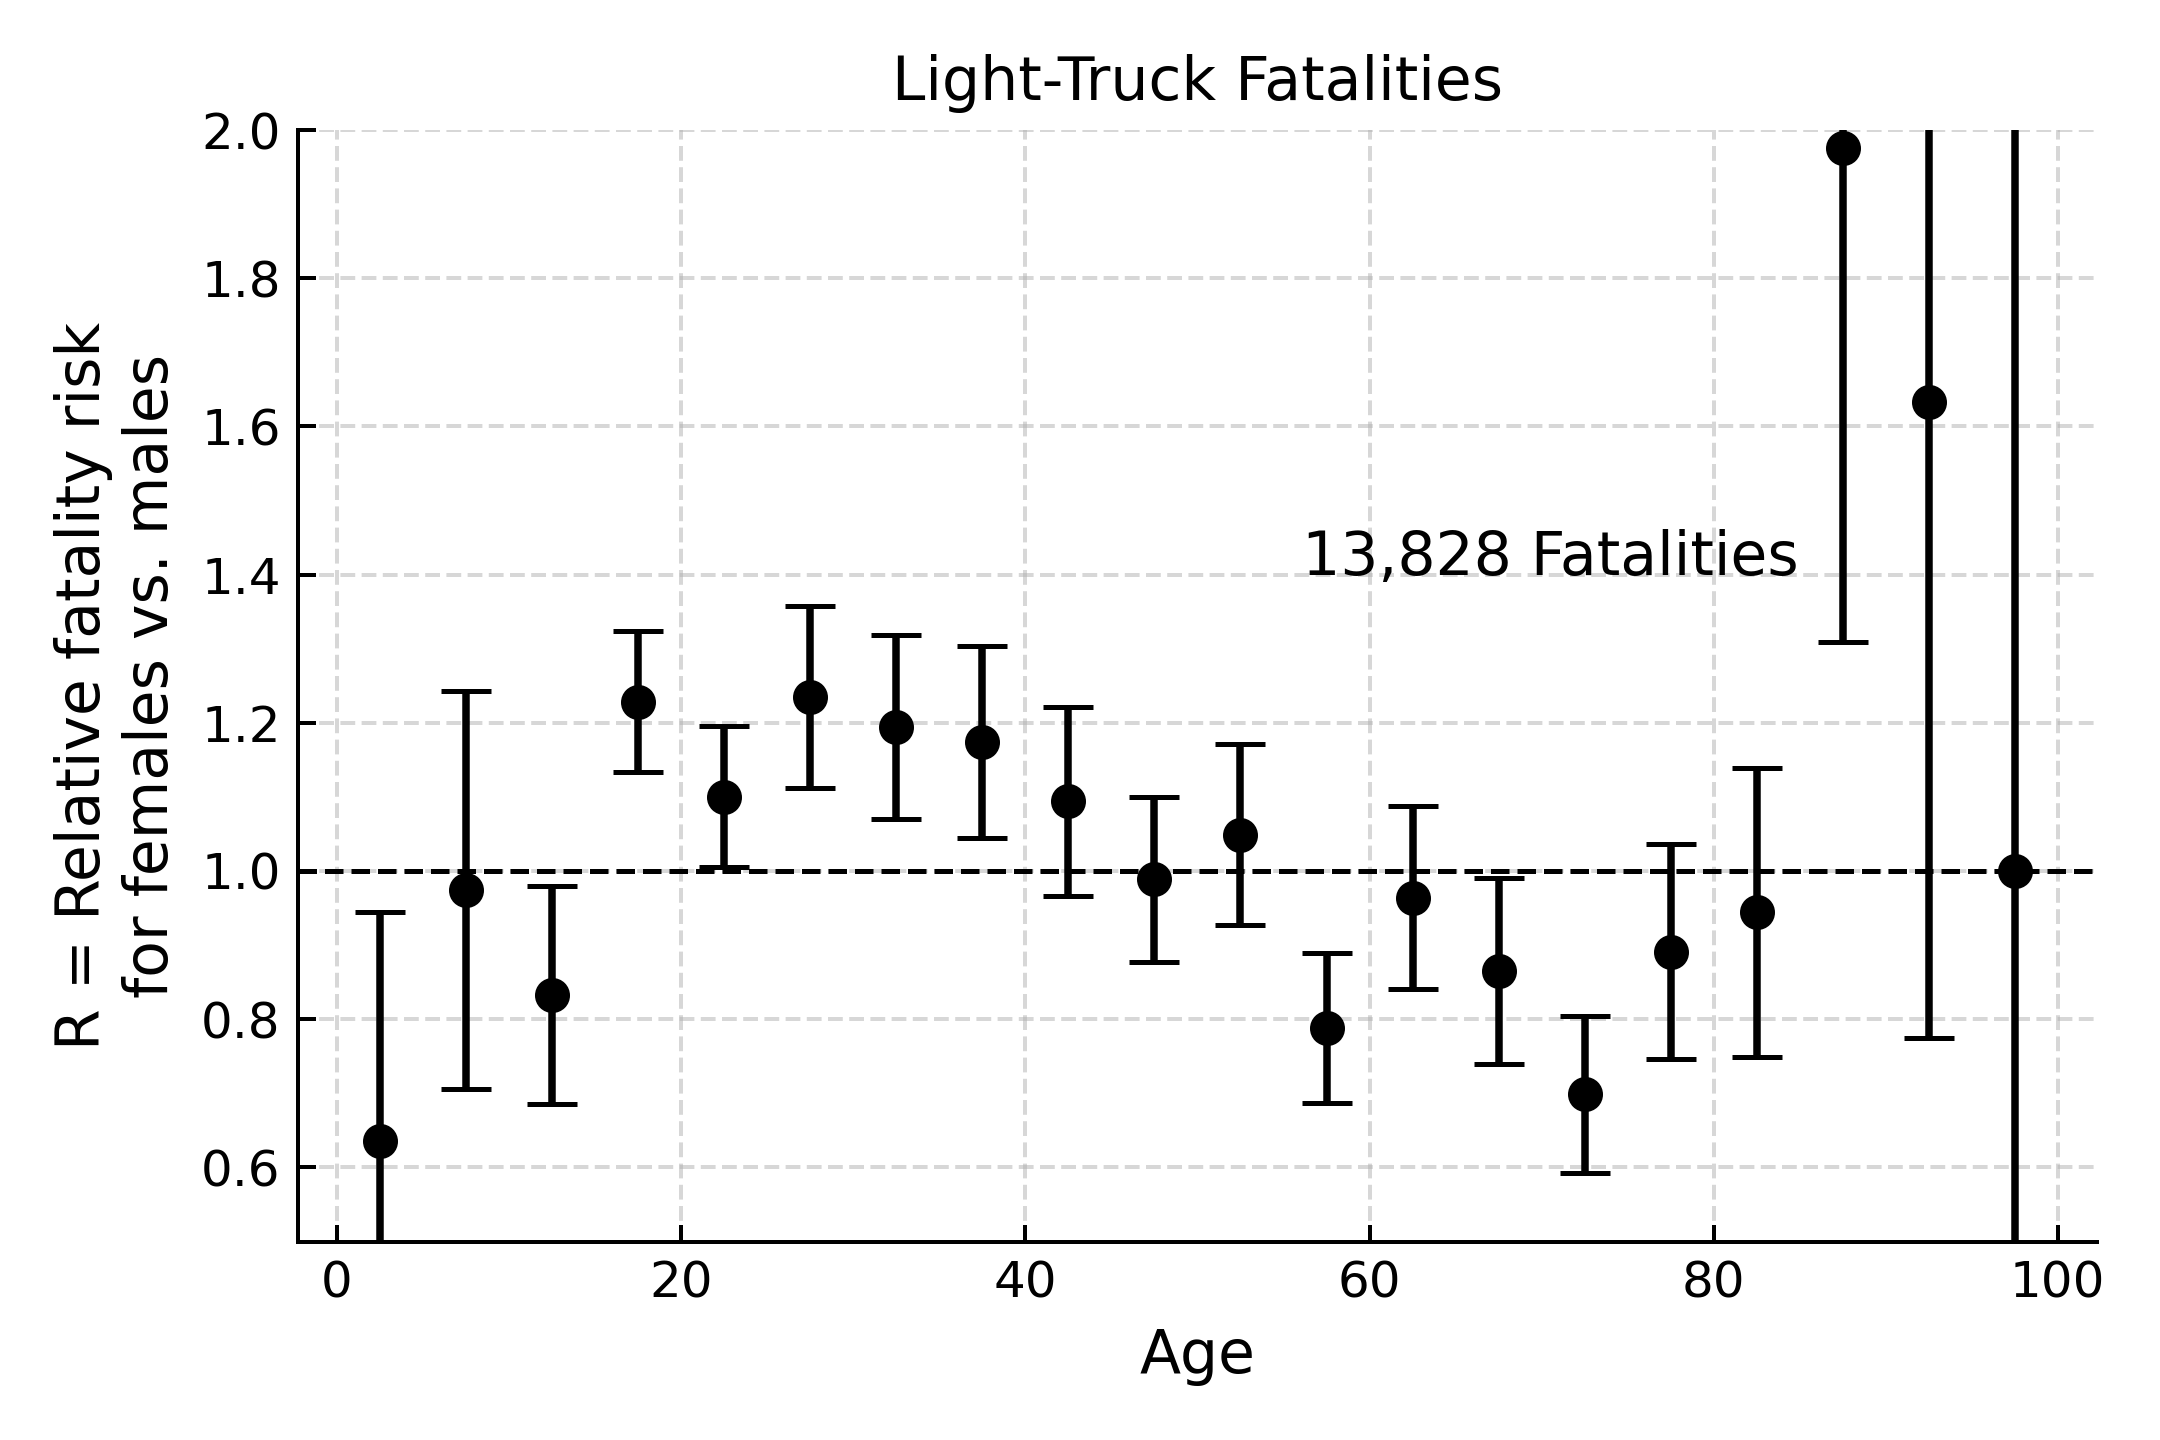 Light-Truck Fatalities
R = Relative fatality risk
for females vs. males
2.0
1.8
1.6
1.4
1.2
1.0
0.8
0.6
13,828 Fatalities
0 20 40 60 80 100
Age